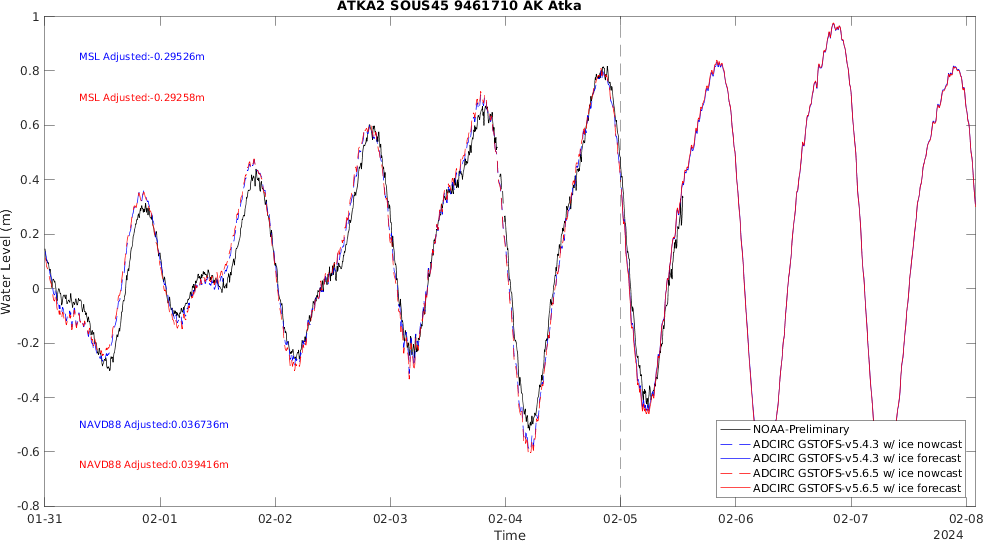 ATKA2 SOUS45 9461710 AK Atka
MSL Adjusted:-0.29526m
MSL Adjusted:-0.29258m
NAVD88 Adjusted:0.036736m
NAVD88 Adjusted:0.039416m
Water Level (m)
1
0.8
0.6
0.4
0.2
0
-0.2
-0.4
-0.6
-0.8
NOAA-Preliminary
ADCIRC GSTOFS-v5.4.3 w/ ice nowcast
ADCIRC GSTOFS-v5.4.3 w/ ice forecast
ADCIRC GSTOFS-v5.6.5 w/ ice nowcast
ADCIRC GSTOFS-v5.6.5 w/ ice forecast
01-31 02-01 02-02 02-03 02-04 02-05 02-06 02-07 02-08
Time
2024